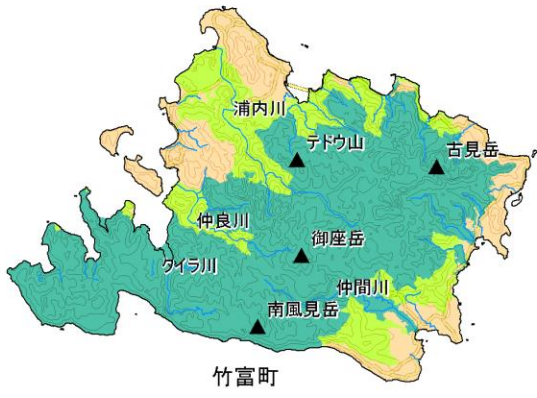 浦内川
テドウ山
古見岳
仲良川
御座岳
クイラ川
仲間川
南風見岳
竹富町